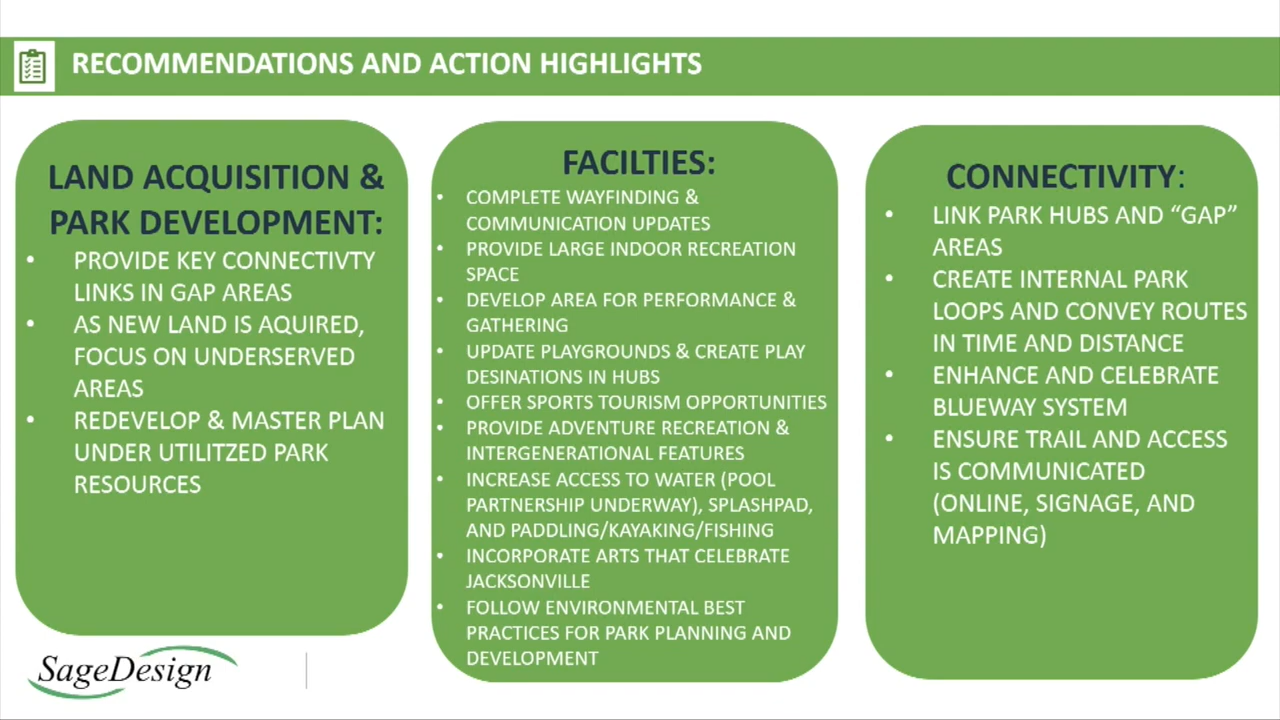 RECOMMENDATIONS AND ACTION HIGHLIGHTS
LAND ACQUISITION &
PARK DEVELOPMENT:
• PROVIDE KEY CONNECTIVTY
LINKS IN GAP AREAS
• AS NEW LAND IS AQUIRED,
FOCUS ON UNDERSERVED
AREAS
• REDEVELOP & MASTER PLAN
UNDER UTILITZED PARK
RESOURCES
FACILTIES:
• COMPLETE WAYFINDING &
COMMUNICATION UPDATES
• PROVIDE LARGE INDOOR RECREATION
SPACE
• DEVELOP AREA FOR PERFORMANCE &
GATHERING
• UPDATE PLAYGROUNDS & CREATE PLAY
DESINATIONS IN HUBS
• OFFER SPORTS TOURISM OPPORTUNITIES
• PROVIDE ADVENTURE RECREATION &
INTERGENERATIONAL FEATURES
• INCREASE ACCESS TO WATER (POOL
PARTNERSHIP UNDERWAY), SPLASHPAD,
AND PADDLING/KAYAKING/FISHING
• INCORPORATE ARTS THAT CELEBRATE
JACKSONVILLE
• FOLLOW ENVIRONMENTAL BEST
PRACTICES FOR PARK PLANNING AND
DEVELOPMENT
CONNECTIVITY:
• LINK PARK HUBS AND “GAP”
AREAS
• CREATE INTERNAL PARK
LOOPS AND CONVEY ROUTES
IN TIME AND DISTANCE
• ENHANCE AND CELEBRATE
BLUEWAY SYSTEM
• ENSURE TRAIL AND ACCESS
IS COMMUNICATED
(ONLINE, SIGNAGE, AND
MAPPING)
SageDesign